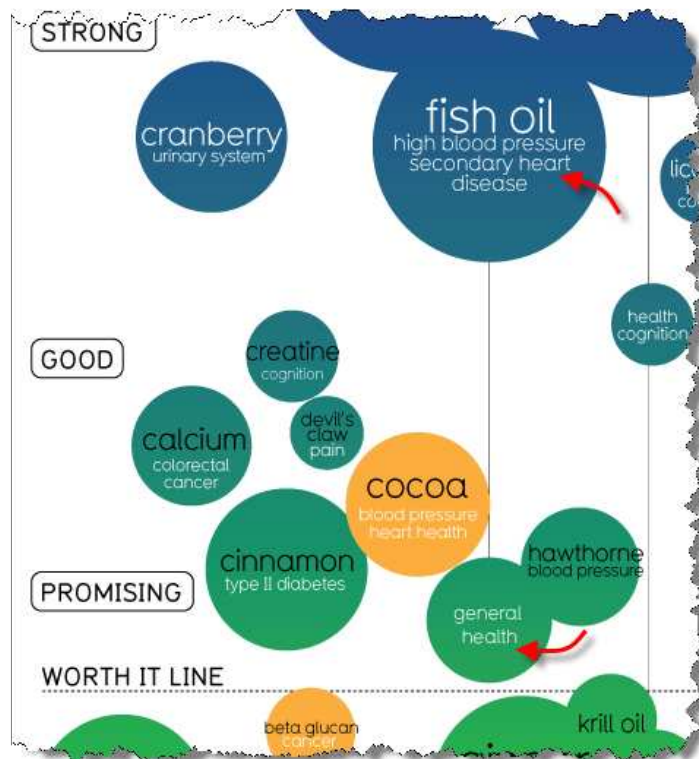 STRONG
cranberry
urinary system
fish oil
high blood pressure
secondary heart
disease
health
cognition
GOOD
creatine
cognition
devil's
claw
pain
calcium
colorectal
cancer
cocoa
blood pressure
heart health
cinnamon
type II diabetes
hawthorne
blood pressure
PROMISING
general
health
WORTH IT LINE
beta glucan
cancer
krill oil